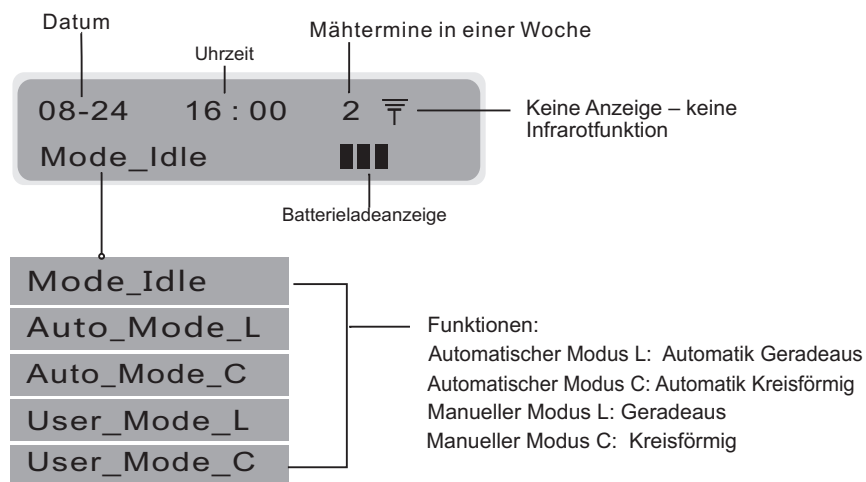 Datum
Mähtermine in einer Woche
Uhrzeit
08-24 16 : 00 2
Keine Anzeige – keine
Infrarotfunktion
Mode_Idle
Batterieladeanzeige
Mode_Idle
Auto_Mode_L
Auto_Mode_C
User_Mode_L
User_Mode_C
Funktionen:
Automatischer Modus L: Automatik Geradeaus
Automatischer Modus C: Automatik Kreisförmig
Manueller Modus L: Geradeaus
Manueller Modus C: Kreisförmig